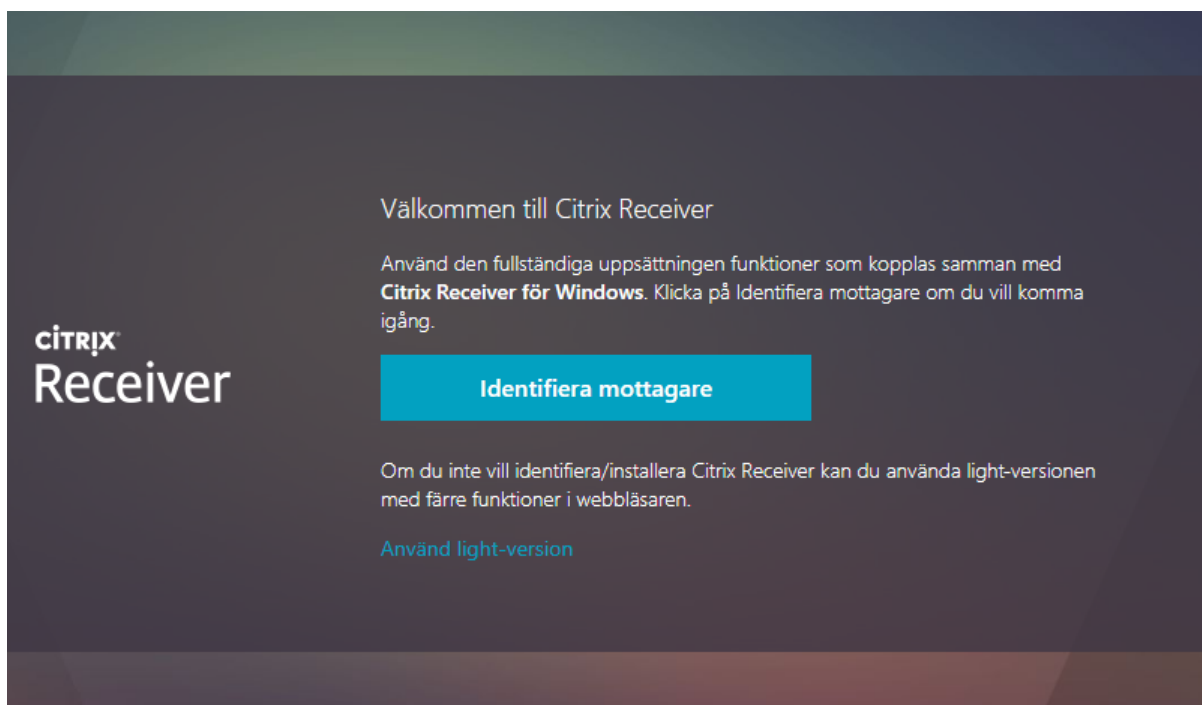 Välkommen till Citrix Receiver
Använd den fullständiga uppsättningen funktioner som kopplas samman med
Citrix Receiver för Windows. Klicka på Identifiera mottagare om du vill komma
igång.
CİTRIX
Receiver
Identifiera mottagare
Om du inte vill identifiera/installera Citrix Receiver kan du använda light-versionen
med färre funktioner i webbläsaren.
Använd light-version